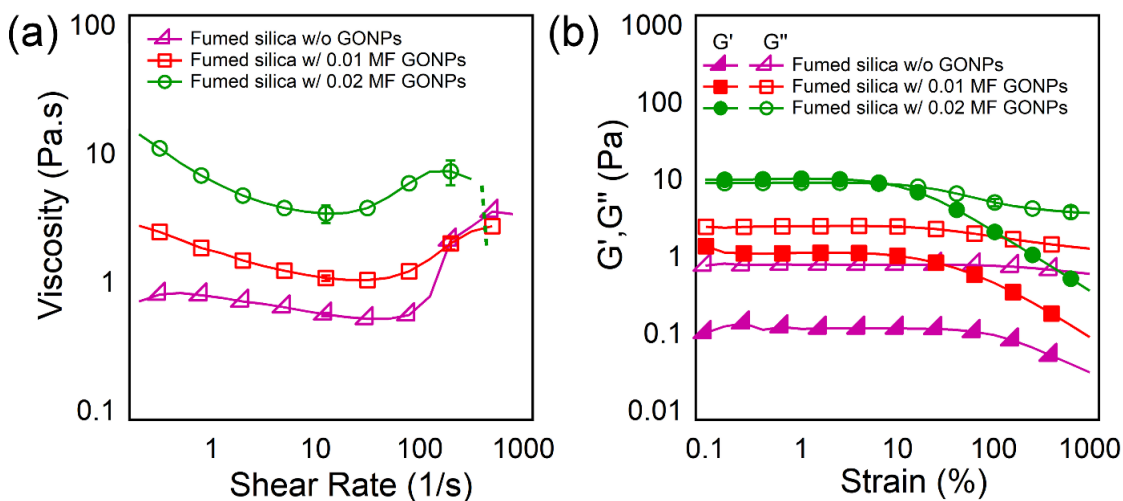 (a)
100
10
1
0.1
Viscosity (Pa.s)
Fumed silica w/o GONPs
Fumed silica w/ 0.01 MF GONPs
Fumed silica w/ 0.02 MF GONPs
1 10 100 1000
Shear Rate (1/s)
(b)
1000
100
10
1
0.1
0.01
G',G'' (Pa)
G' G''
Fumed silica w/o GONPs
Fumed silica w/ 0.01 MF GONPs
Fumed silica w/ 0.02 MF GONPs
0.1 1 10 100 1000
Strain (%)